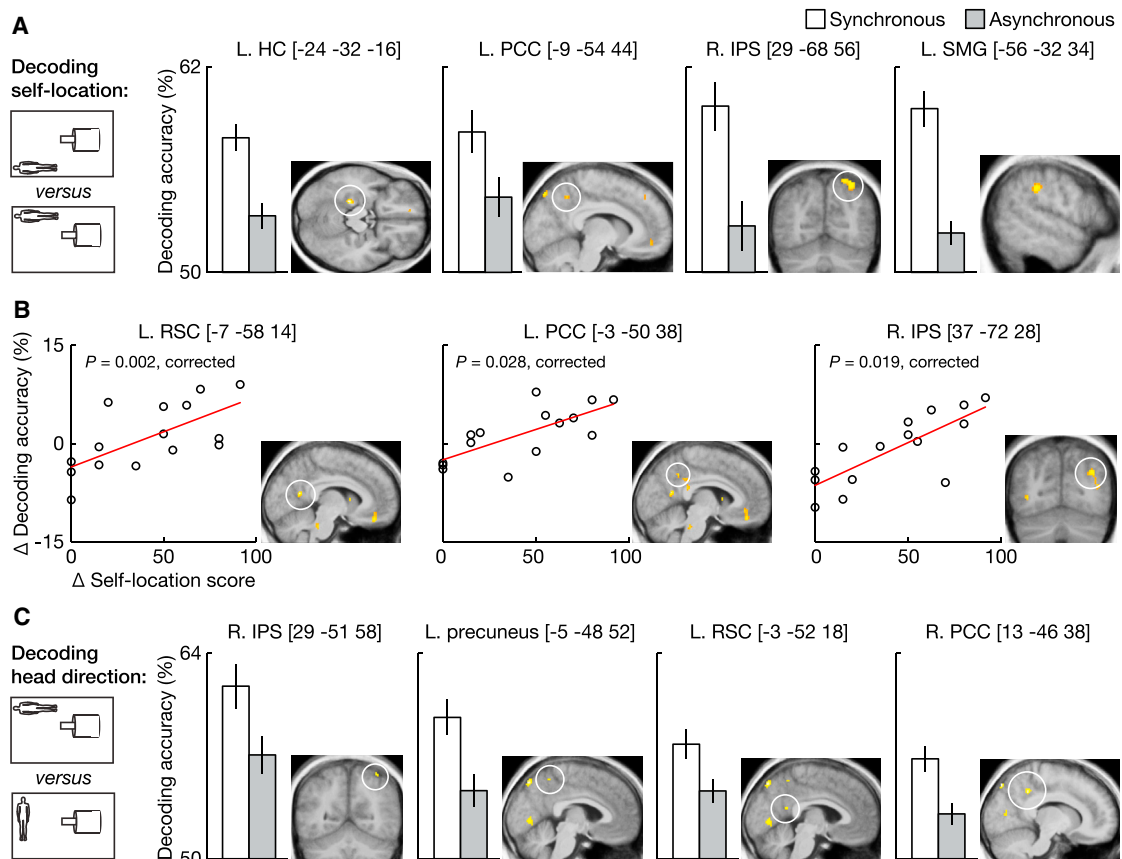 Synchronous Asynchronous
A
L. HC [-24 -32 -16] L. PCC [-9 -54 44] R. IPS [29 -68 56] L. SMG [-56 -32 34]
Decoding
self-location:
versus
Decoding accuracy (%)
62
50
B
L. RSC [-7 -58 14] L. PCC [-3 -50 38] R. IPS [37 -72 28]
P = 0.002, corrected P = 0.028, corrected P = 0.019, corrected
Δ Decoding accuracy (%)
15
0
-15
0 50 100 0 50 100 0 50 100
Δ Self-location score
C
R. IPS [29 -51 58] L. precuneus [-5 -48 52] L. RSC [-3 -52 18] R. PCC [13 -46 38]
Decoding
head direction:
versus
Decoding accuracy (%)
64
50